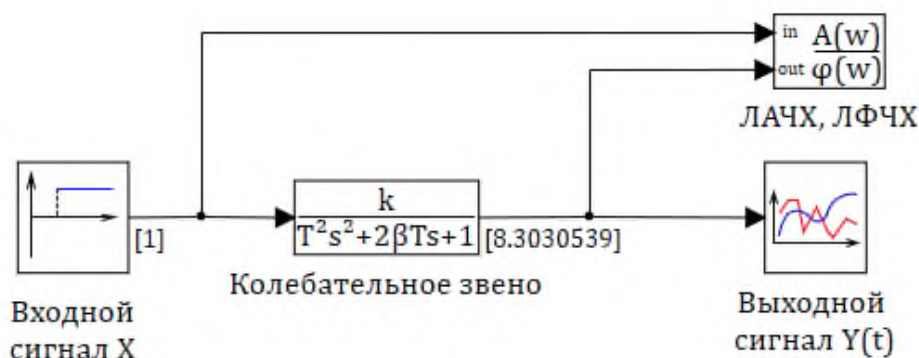 in A(w)
out φ(w)
ЛАЧХ, ЛФЧХ
k
T²s²+2βTs+1
[1]
[8.3030539]
Колебательное звено
Входной
сигнал X
Выходной
сигнал Y(t)